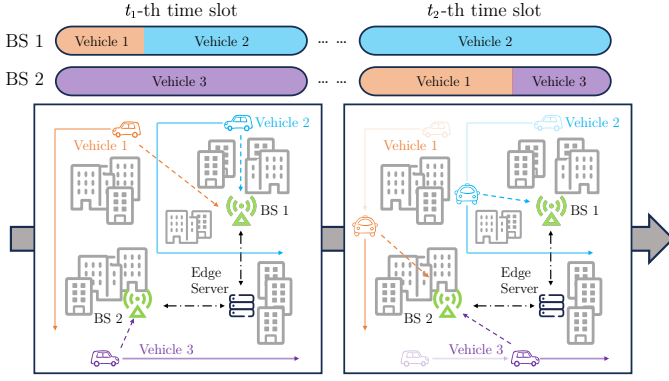 t₁-th time slot
t₂-th time slot
BS 1
Vehicle 1
Vehicle 2
... ...
Vehicle 2
BS 2
Vehicle 3
... ...
Vehicle 1
Vehicle 3
Vehicle 2
Vehicle 1
BS 1
Edge
Server
BS 2
Vehicle 3
Vehicle 2
Vehicle 1
BS 1
Edge
Server
BS 2
Vehicle 3